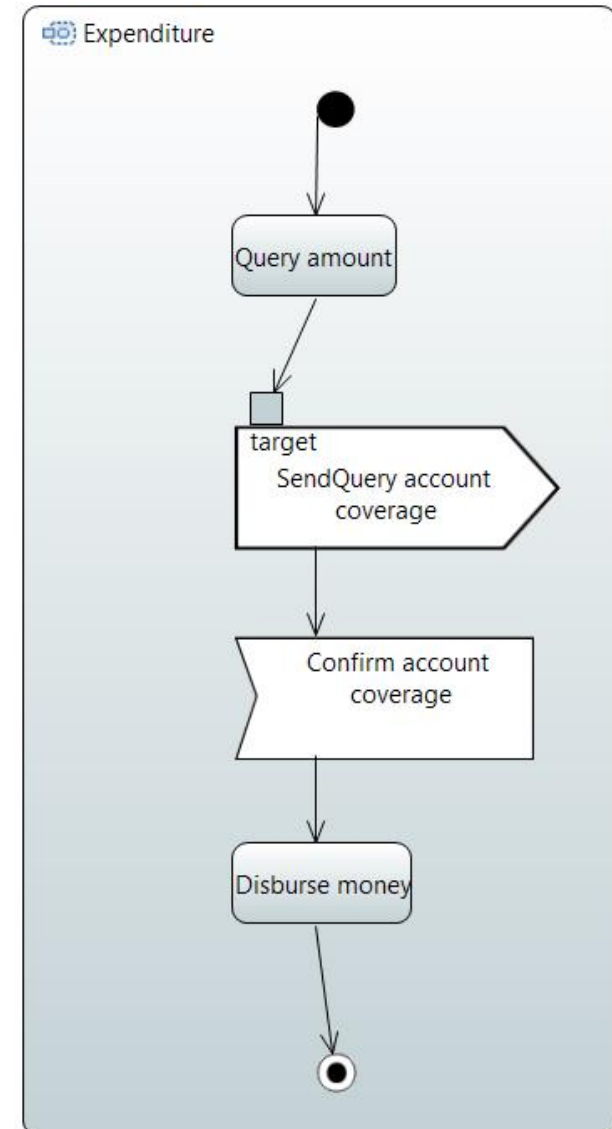 Expenditure
Query amount
target
SendQuery account
coverage
Confirm account
coverage
Disburse money